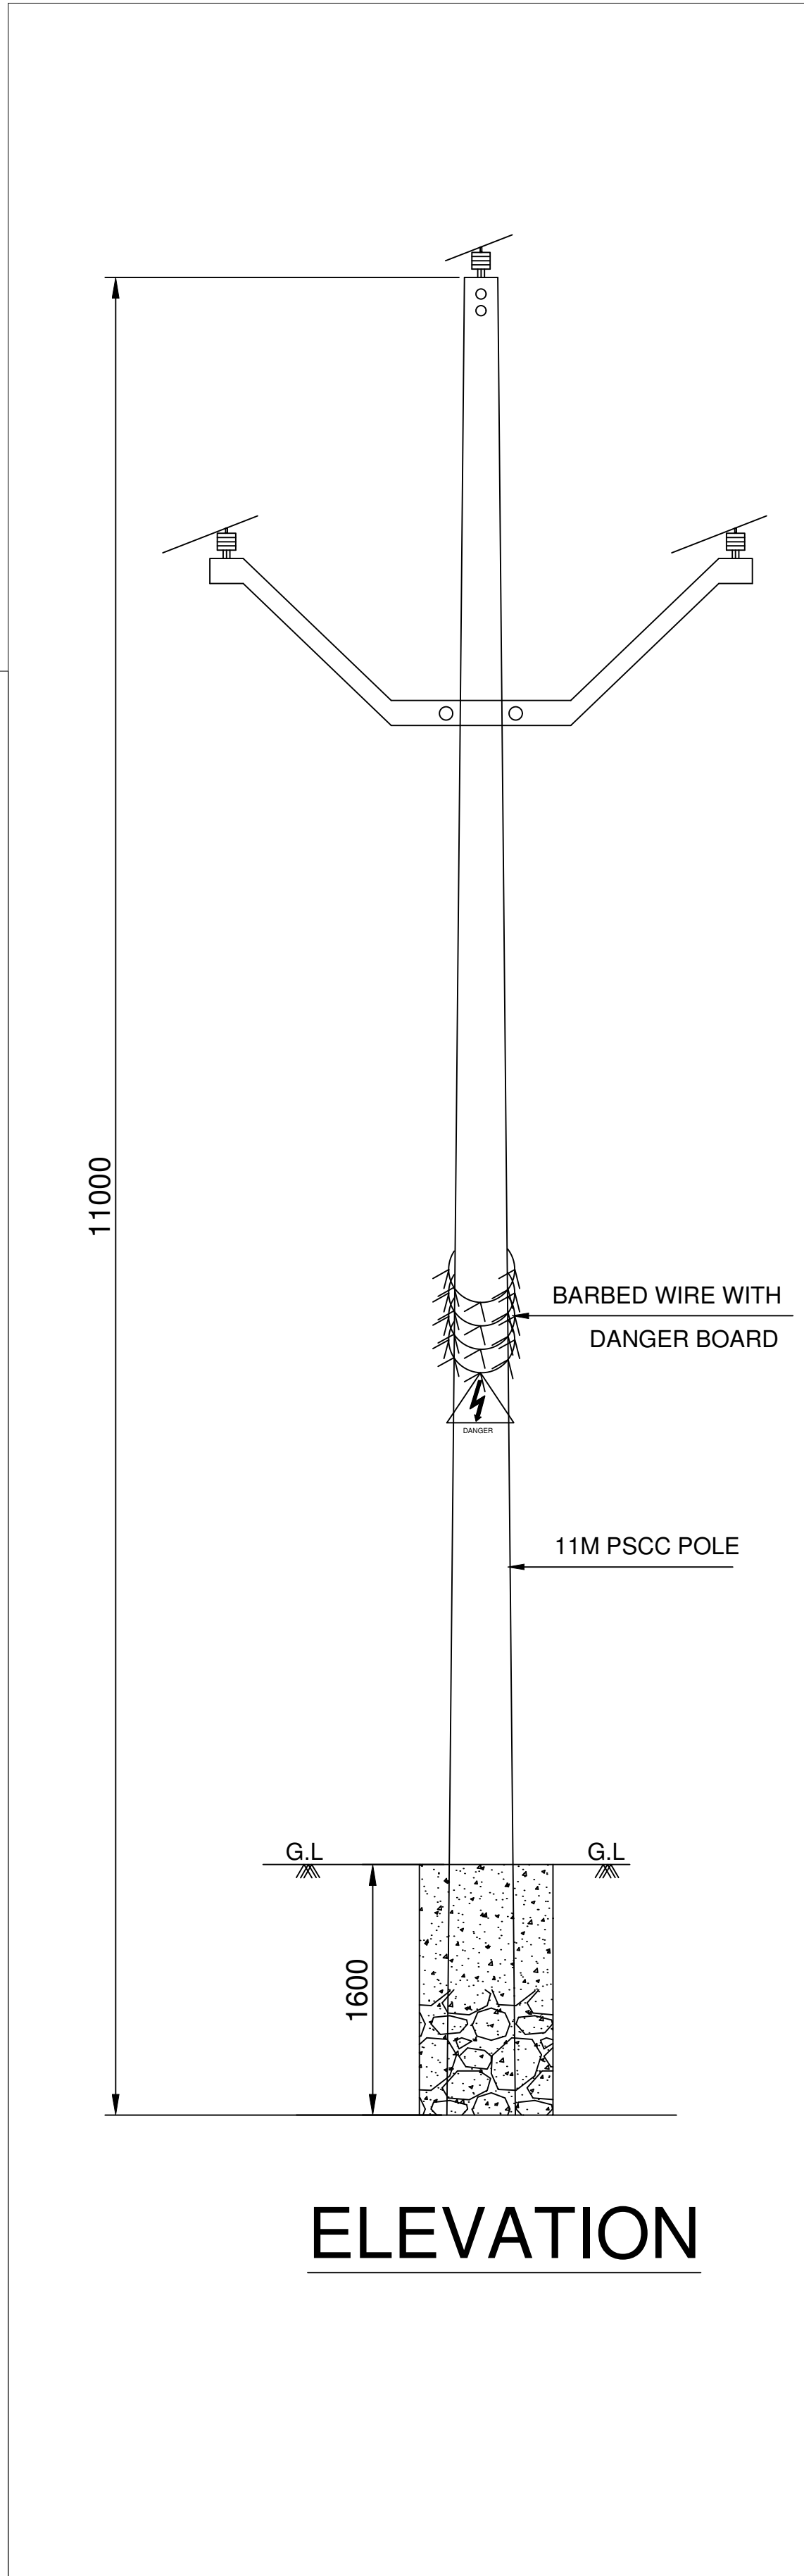 11000
BARBED WIRE WITH
DANGER BOARD
DANGER
11M PSCC POLE
G.L
G.L
1600
ELEVATION